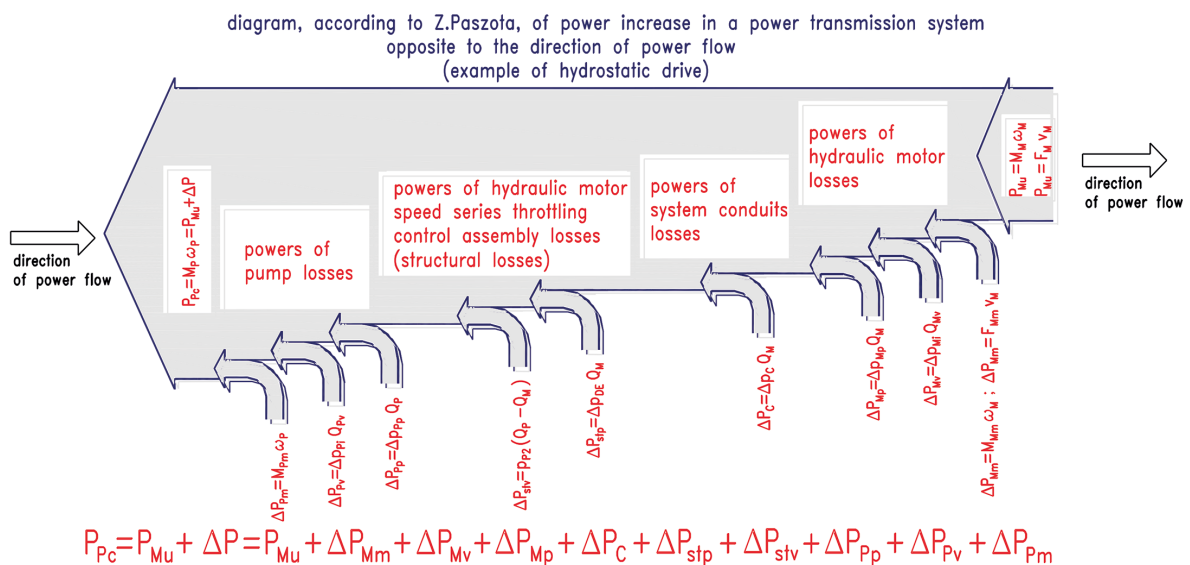 diagram, according to Z.Paszota, of power increase in a power transmission system
opposite to the direction of power flow
(example of hydrostatic drive)
direction
of power flow
P_Pc=M_P ω_P=P_Mu+ΔP
powers of
pump losses
powers of hydraulic motor
speed series throttling
control assembly losses
(structural losses)
powers of
system conduits
losses
powers of
hydraulic motor
losses
P_Mu=M_M ω_M
P_Mu=F_M v_M
direction
of power flow
ΔP_Pm=M_Pm ω_P
ΔP_Pv=Δp_Pi Q_Pv
ΔP_Pp=Δp_Pp Q_P
ΔP_stv=p_P2 (Q_P-Q_M)
ΔP_stp=Δp_DE Q_M
ΔP_C=Δp_C Q_M
ΔP_Mp=Δp_Mp Q_M
ΔP_Mv=Δp_Mi Q_Mv
ΔP_Mm=M_Mm ω_M ; ΔP_Mm=F_Mm v_M
P_Pc=P_Mu+ ΔP=P_Mu+ΔP_Mm+ΔP_Mv+ΔP_Mp+ΔP_C+ΔP_stp+ΔP_stv+ΔP_Pp+ΔP_Pv+ΔP_Pm